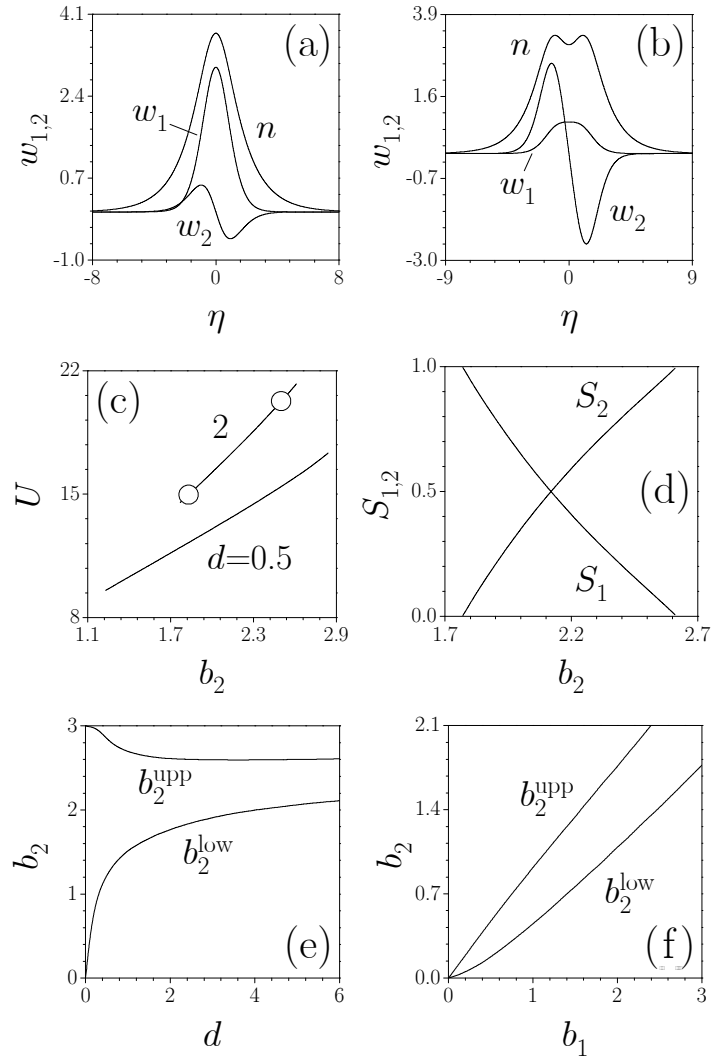 4.1
2.4
0.7
-1.0
w1,2
(a)
w1
n
w2
-8
0
8
η
3.9
1.6
-0.7
-3.0
w1,2
(b)
n
w1
w2
-9
0
9
η
22
15
8
U
(c)
2
d=0.5
1.1
1.7
2.3
2.9
b2
1.0
0.5
0.0
S1,2
S2
(d)
S1
1.7
2.2
2.7
b2
3
2
1
0
b2
b2upp
b2low
(e)
0
2
4
6
d
2.1
1.4
0.7
0.0
b2
b2upp
b2low
(f)
0
1
2
3
b1